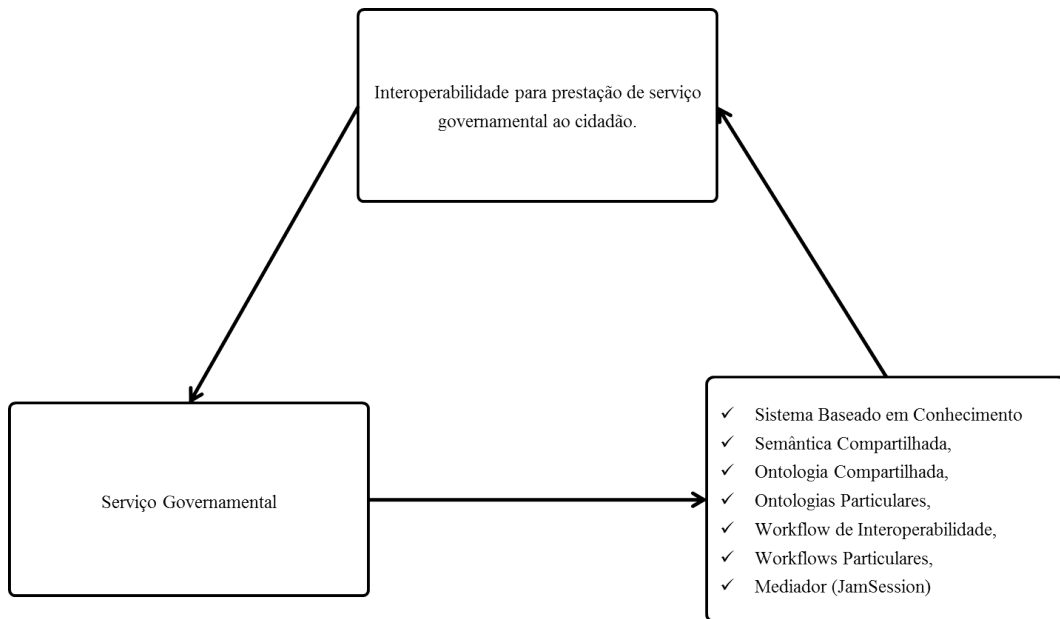 Interoperabilidade para prestação de serviço
governamental ao cidadão.
Serviço Governamental
✓ Sistema Baseado em Conhecimento
✓ Semântica Compartilhada,
✓ Ontologia Compartilhada,
✓ Ontologias Particulares,
✓ Workflow de Interoperabilidade,
✓ Workflows Particulares,
✓ Mediador (JamSession)